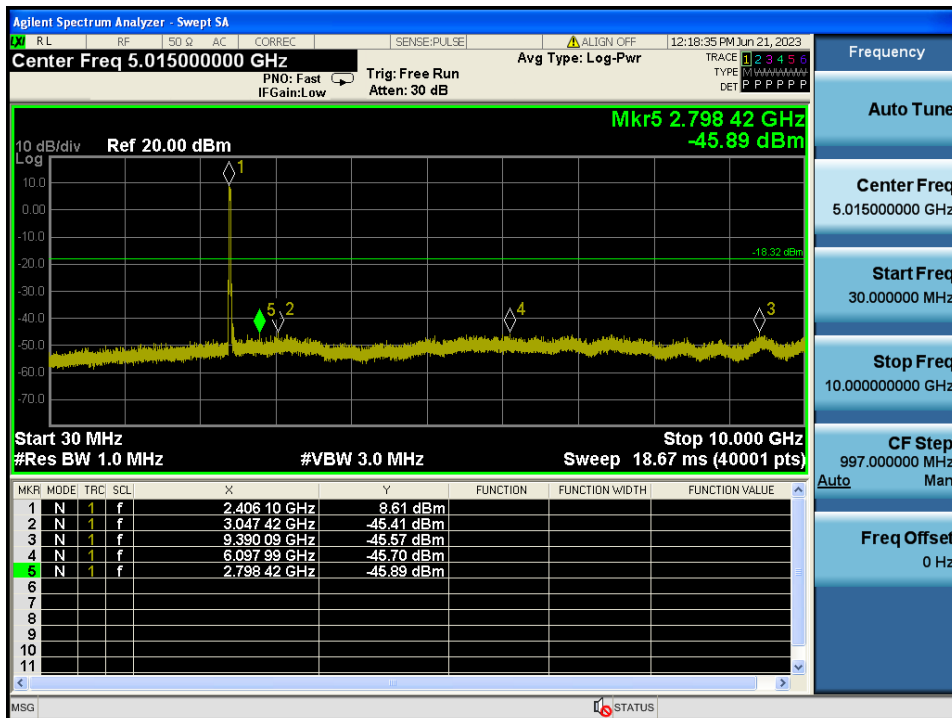 Agilent Spectrum Analyzer - Swept SA
LXI RL RF 50 Ω AC CORREC SENSE:PULSE ALIGN OFF 12:18:35 PM Jun 21, 2023
Center Freq 5.015000000 GHz
PNO: Fast
IFGain:Low
Trig: Free Run
Atten: 30 dB
Avg Type: Log-Pwr
TRACE 1 2 3 4 5 6
TYPE M W W W W W
DET P P P P P P
Mkr5 2.798 42 GHz
-45.89 dBm
10 dB/div Ref 20.00 dBm
Log
10.0
0.00
-10.0
-20.0
-30.0
-40.0
-50.0
-60.0
-70.0
-18.32 dBm
1
5 2
4
3
Start 30 MHz Stop 10.000 GHz
#Res BW 1.0 MHz #VBW 3.0 MHz Sweep 18.67 ms (40001 pts)
MKR MODE TRC SCL X Y FUNCTION FUNCTION WIDTH FUNCTION VALUE
1 N 1 f 2.406 10 GHz 8.61 dBm
2 N 1 f 3.047 42 GHz -45.41 dBm
3 N 1 f 9.390 09 GHz -45.57 dBm
4 N 1 f 6.097 99 GHz -45.70 dBm
5 N 1 f 2.798 42 GHz -45.89 dBm
6
7
8
9
10
11
MSG STATUS
Frequency
Auto Tune
Center Freq
5.015000000 GHz
Start Freq
30.000000 MHz
Stop Freq
10.000000000 GHz
CF Step
997.000000 MHz
Auto Man
Freq Offset
0 Hz